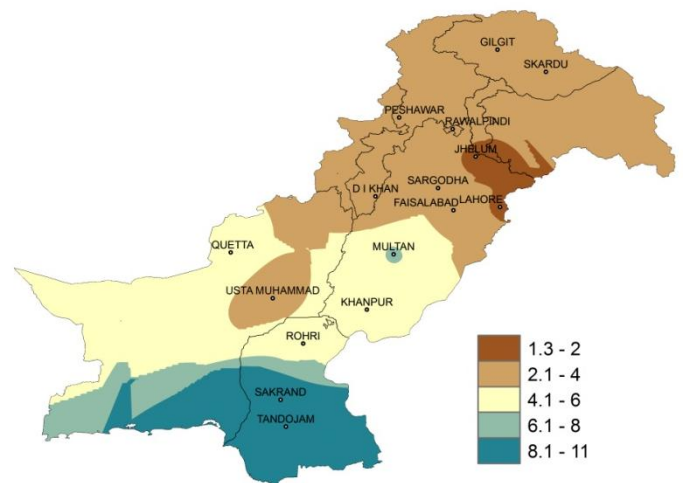 GILGIT
SKARDU
PESHAWAR
RAWALPINDI
JHELUM
SARGODHA
D I KHAN
LAHORE
FAISALABAD
QUETTA
MULTAN
USTA MUHAMMAD
KHANPUR
ROHRI
SAKRAND
TANDOJAM
1.3 - 2
2.1 - 4
4.1 - 6
6.1 - 8
8.1 - 11